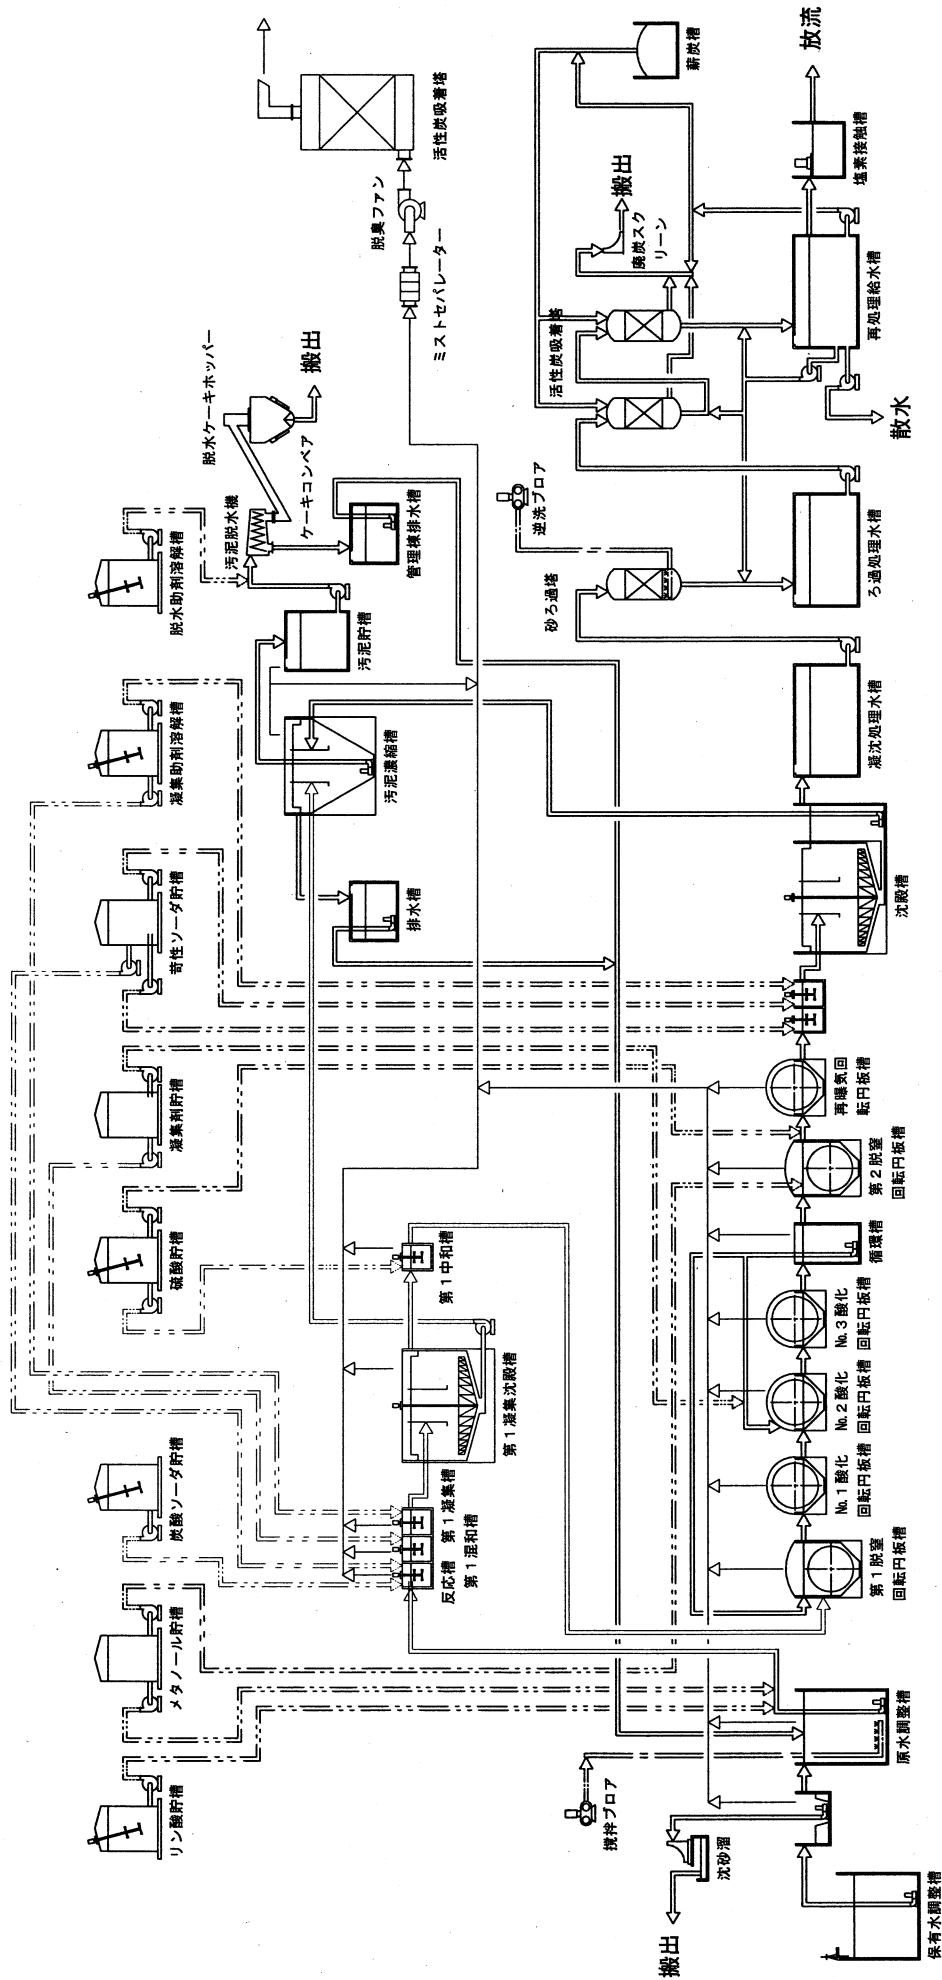 リン酸貯槽
メタノール貯槽
炭酸ソーダ貯槽
硫酸貯槽
凝集剤貯槽
苛性ソーダ貯槽
凝集助剤溶解槽
脱水助剤溶解槽
脱水ケーキホッパー
汚泥脱水機
搬出
ケーキコンベア
汚泥貯槽
管理棟排水槽
汚泥濃縮槽
排水槽
脱臭ファン
ミストセパレーター
活性炭吸着塔
反応槽
第1混和槽
第1凝集槽
第1凝集沈殿槽
第1中和槽
逆洗ブロア
砂ろ過塔
活性炭吸着塔
廃炭スク
リーン
搬出
薪炭槽
撹拌ブロア
搬出
沈砂溜
保有水調整槽
原水調整槽
第1脱窒
回転円板槽
No.1酸化
回転円板槽
No.2酸化
回転円板槽
No.3酸化
回転円板槽
循環槽
第2脱窒
回転円板槽
再曝気回
転円板槽
沈殿槽
凝沈処理水槽
ろ過処理水槽
散水
再処理給水槽
塩素接触槽
放流